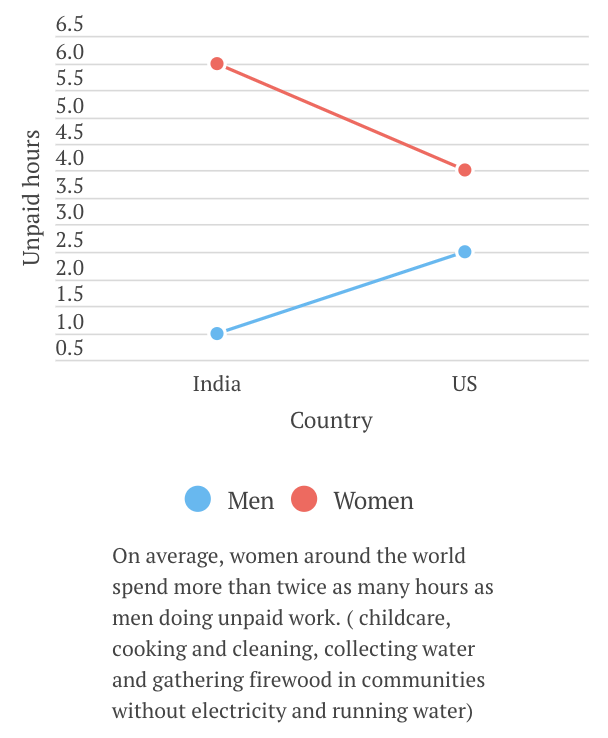 6.5
6.0
5.5
5.0
4.5
4.0
3.5
3.0
2.5
2.0
1.5
1.0
0.5
Unpaid hours
India US
Country
Men Women
On average, women around the world
spend more than twice as many hours as
men doing unpaid work. ( childcare,
cooking and cleaning, collecting water
and gathering firewood in communities
without electricity and running water)